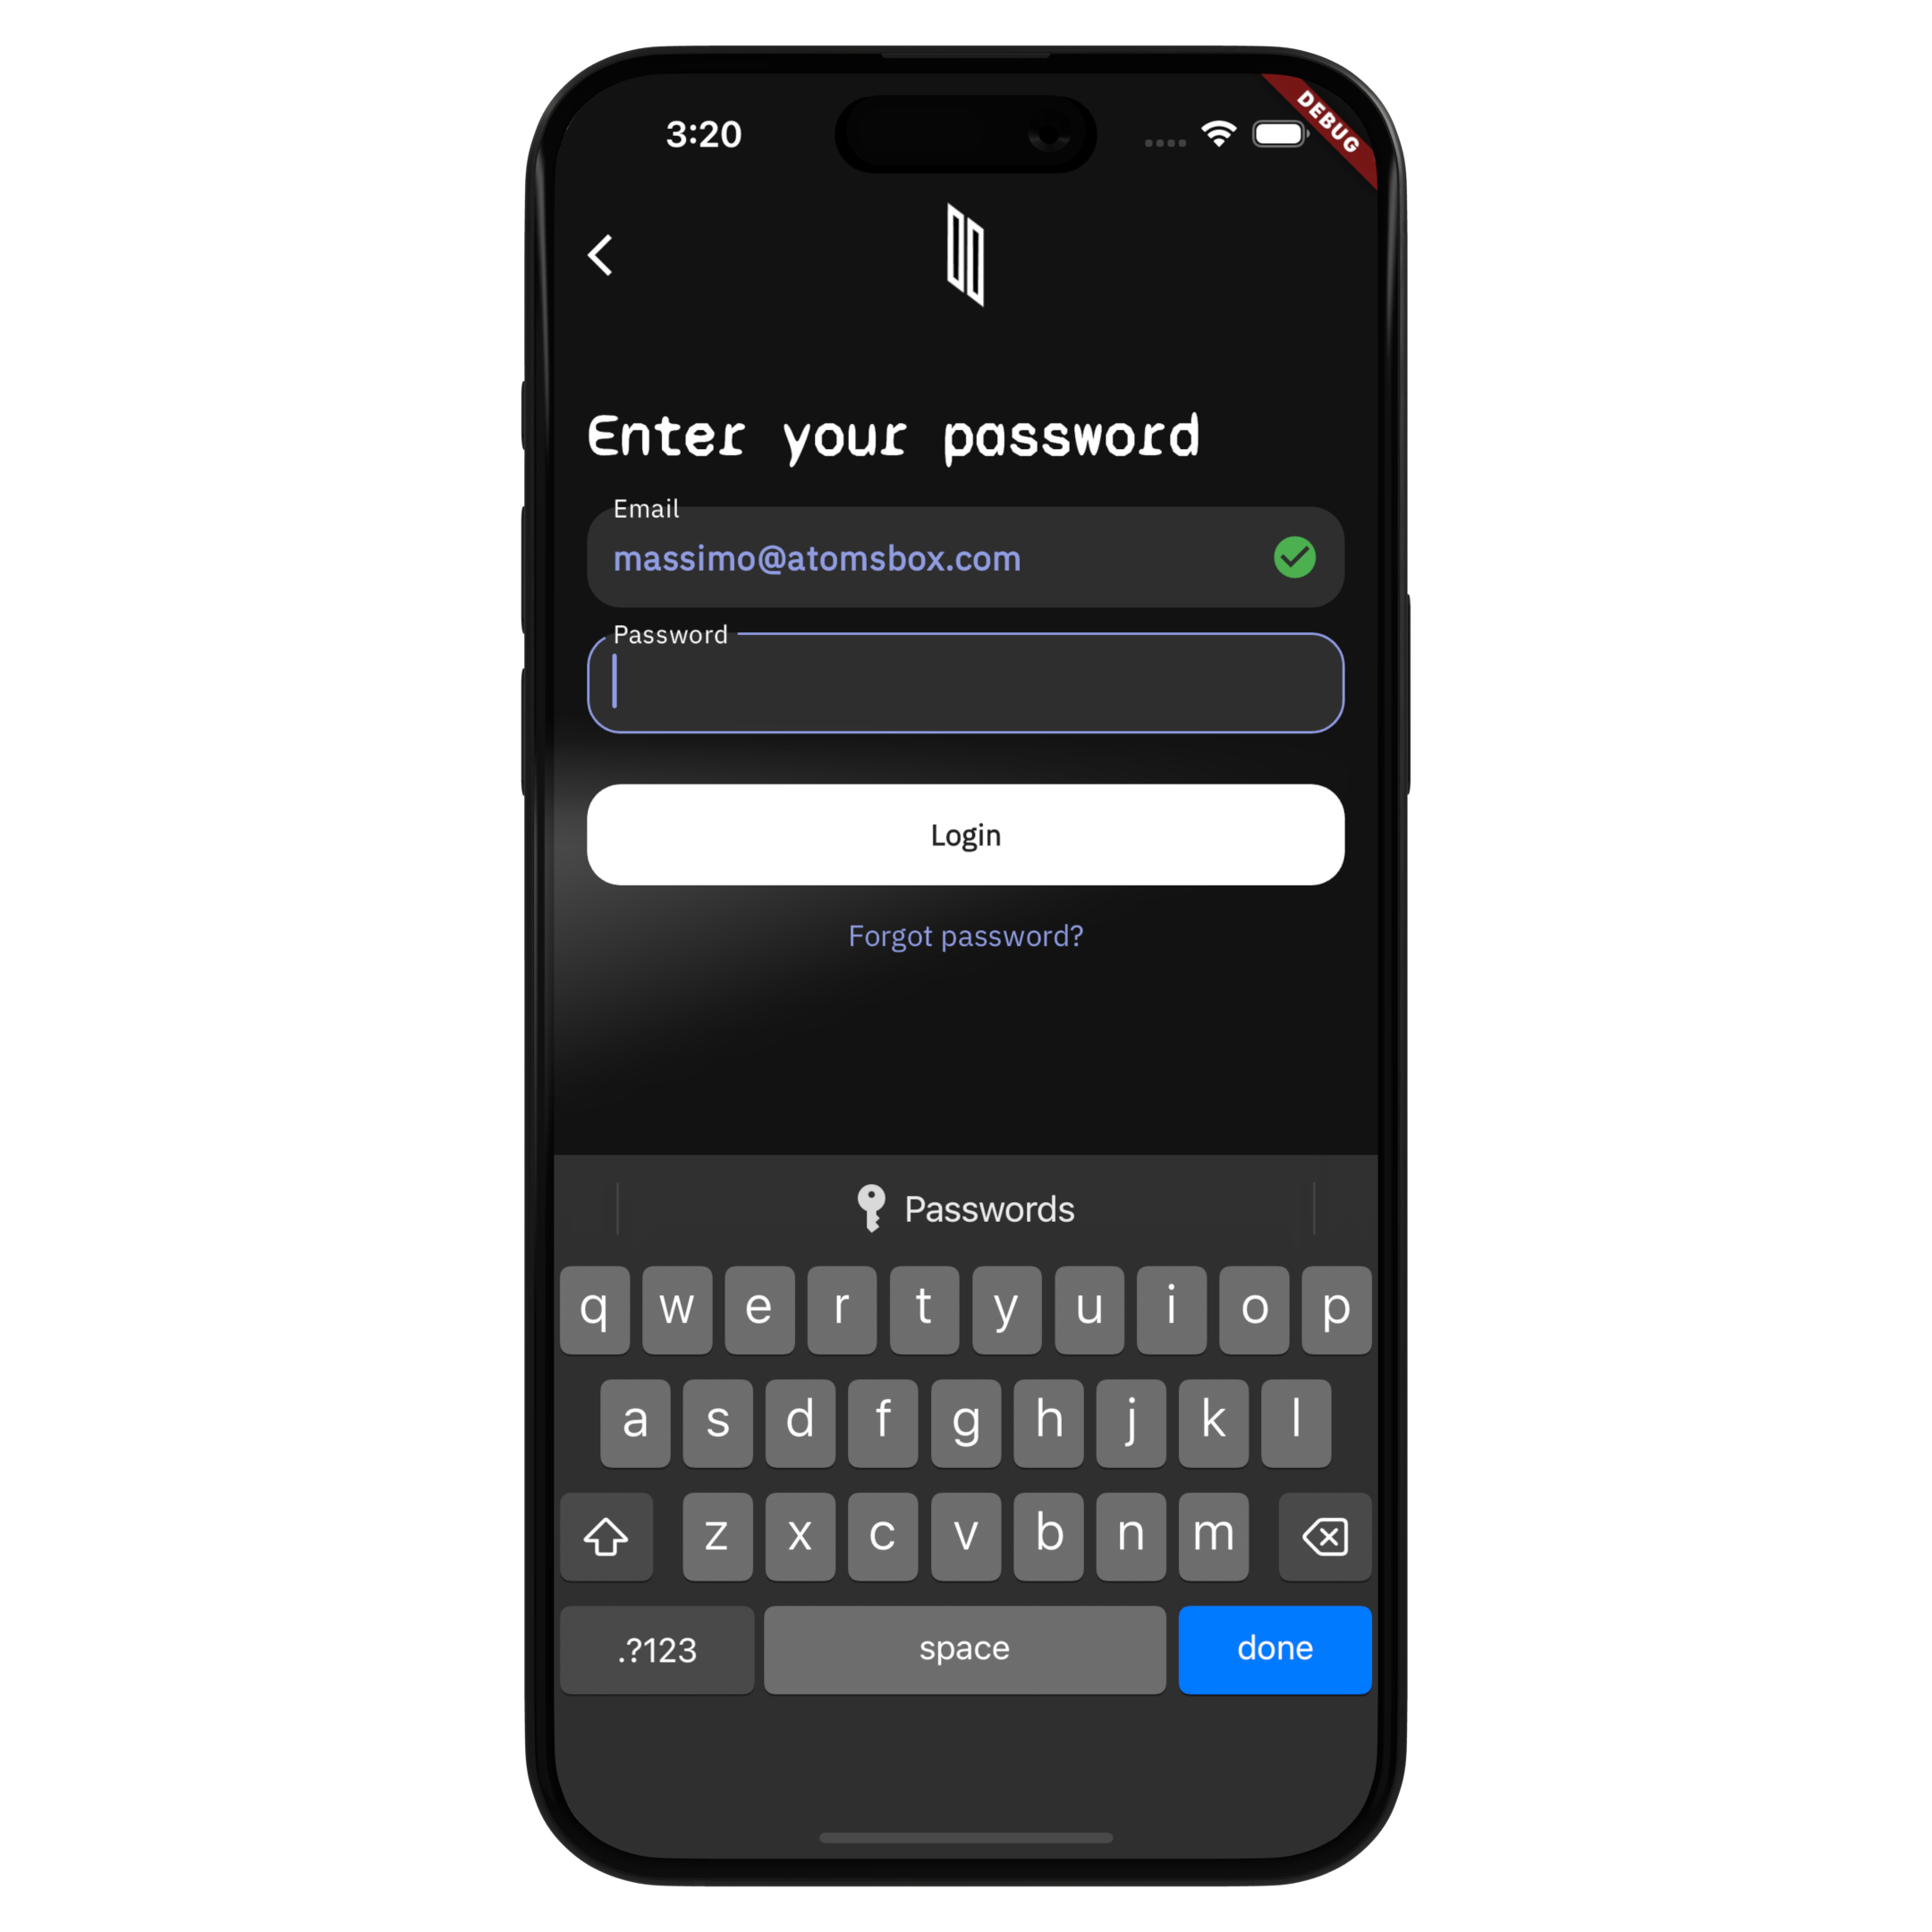 3:20
DEBUG
Enter your password
Email
massimo@atomsbox.com
Password
Login
Forgot password?
Passwords
q w e r t y u i o p
a s d f g h j k l
z x c v b n m
.?123 space done